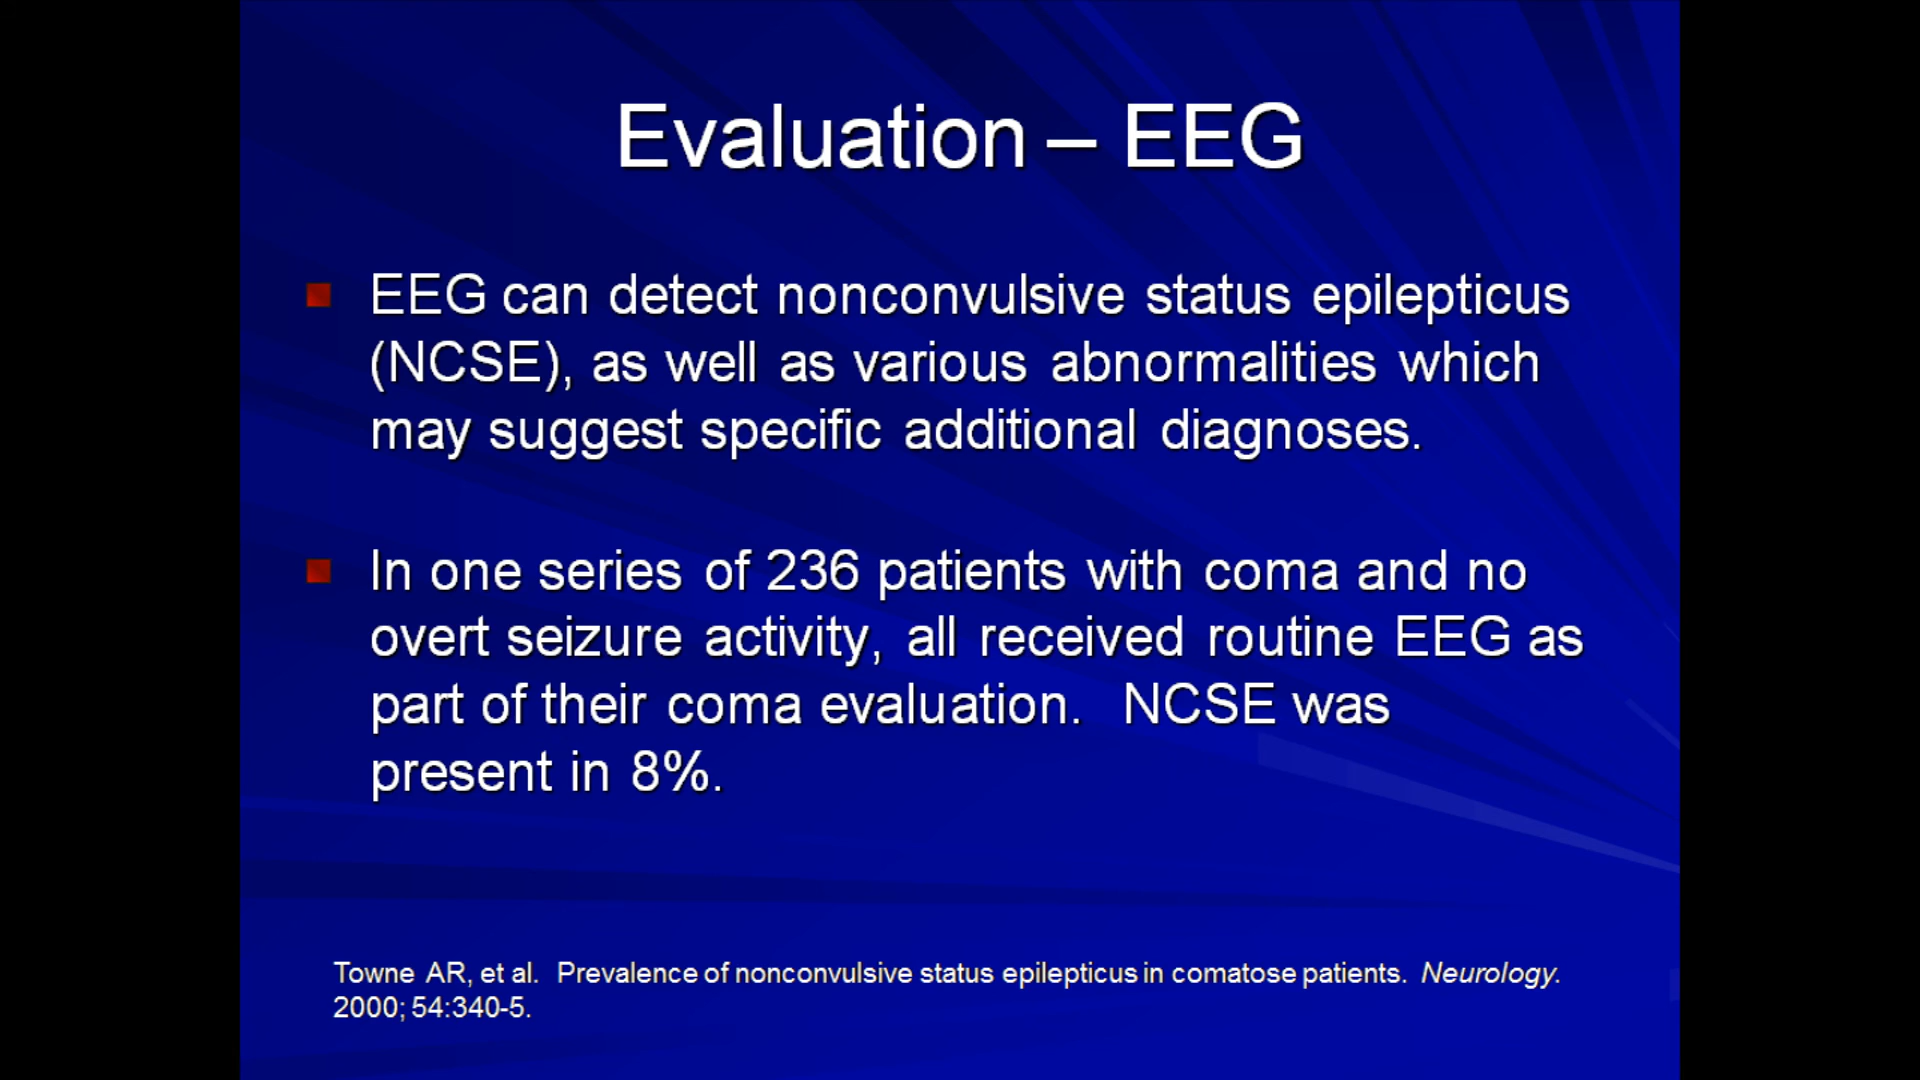 Evaluation – EEG
EEG can detect nonconvulsive status epilepticus
(NCSE), as well as various abnormalities which
may suggest specific additional diagnoses.
In one series of 236 patients with coma and no
overt seizure activity, all received routine EEG as
part of their coma evaluation. NCSE was
present in 8%.
Towne AR, et al. Prevalence of nonconvulsive status epilepticus in comatose patients. Neurology.
2000; 54:340-5.